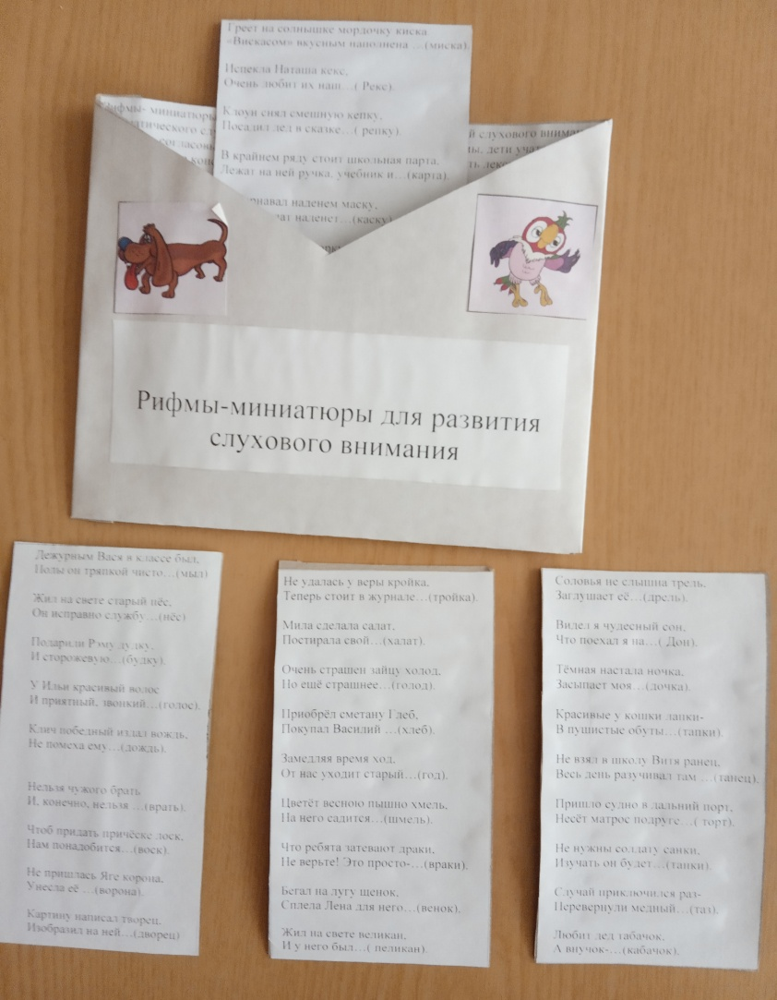 Греет на солнышке мордочку киска
«Вискасом» вкусным наполнена …(миска).
Испекла Наташа кекс,
Очень любит их наш…( Рекс).
Клоун снял смешную кепку,
Посадил дед в сказке…( репку).
В крайнем ряду стоит школьная парта.
Лежат на ней ручка, учебник и…(карта).
наденем маску,
наденет…(каску)
Рифмы- миниатюры
слухового
Рифмы-миниатюры для развития
слухового внимания
Дежурным Вася в классе был,
Полы он тряпкой чисто…(мыл)
Жил на свете старый пёс,
Он исправно службу…(нёс)
Подарили Рэму дудку,
И сторожевую…(будку).
У Ильи красивый волос
И приятный, звонкий…(голос).
Клич победный издал вождь,
Не помеха ему…(дождь).
Нельзя чужого брать
И, конечно, нельзя …(врать).
Чтоб придать причёске лоск,
Нам понадобится…(воск).
Не пришлась Яге корона,
Унесла её …(ворона).
Картину написал творец,
Изобразил на ней…(дворец)
Не удалась у веры кройка,
Теперь стоит в журнале…(тройка).
Мила сделала салат,
Постирала свой…(халат).
Очень страшен зайцу холод,
Но ещё страшнее…(голод).
Приобрёл сметану Глеб,
Покупал Василий …(хлеб).
Замедляя время ход,
От нас уходит старый…(год).
Цветёт весною пышно хмель,
На него садится…(шмель).
Что ребята затевают драки,
Не верьте! Это просто-…(враки).
Бегал на лугу щенок,
Сплела Лена для него…(венок).
Жил на свете великан,
И у него был…( пеликан).
Соловья не слышна трель,
Заглушает её…(дрель).
Видел я чудесный сон,
Что поехал я на…( Дон).
Тёмная настала ночка,
Засыпает моя…(дочка).
Красивые у кошки лапки-
В пушистые обуты…(тапки).
Не взял в школу Витя ранец,
Весь день разучивал там …(танец).
Пришло судно в дальний порт,
Несёт матрос подруге…( торт).
Не нужны солдату санки,
Изучать он будет…(танки).
Случай приключился раз-
Перевернули медный…(таз).
Любит дед табачок,
А внучок-…(кабачок).